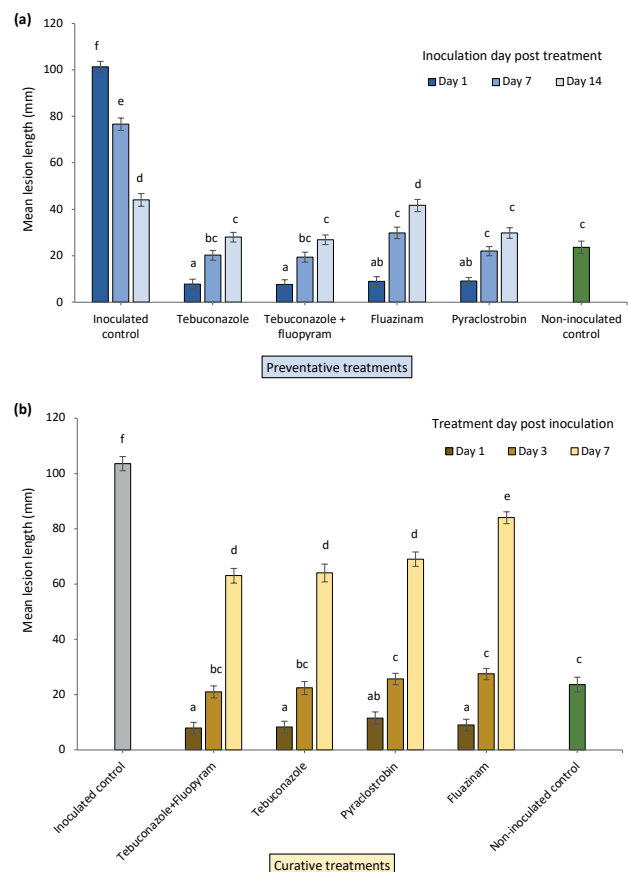 (a)
120
100
80
60
40
20
0
Mean lesion length (mm)
Inoculation day post treatment
Day 1 Day 7 Day 14
f e d
a bc c
a bc c
ab c d
ab c c
c
Inoculated control
Tebuconazole
Tebuconazole + fluopyram
Fluazinam
Pyraclostrobin
Non-inoculated control
Preventative treatments
(b)
120
100
80
60
40
20
0
Mean lesion length (mm)
Treatment day post inoculation
Day 1 Day 3 Day 7
f
a bc d
a bc d
ab c d
a c e
c
Inoculated control
Tebuconazole+Fluopyram
Tebuconazole
Pyraclostrobin
Fluazinam
Non-inoculated control
Curative treatments